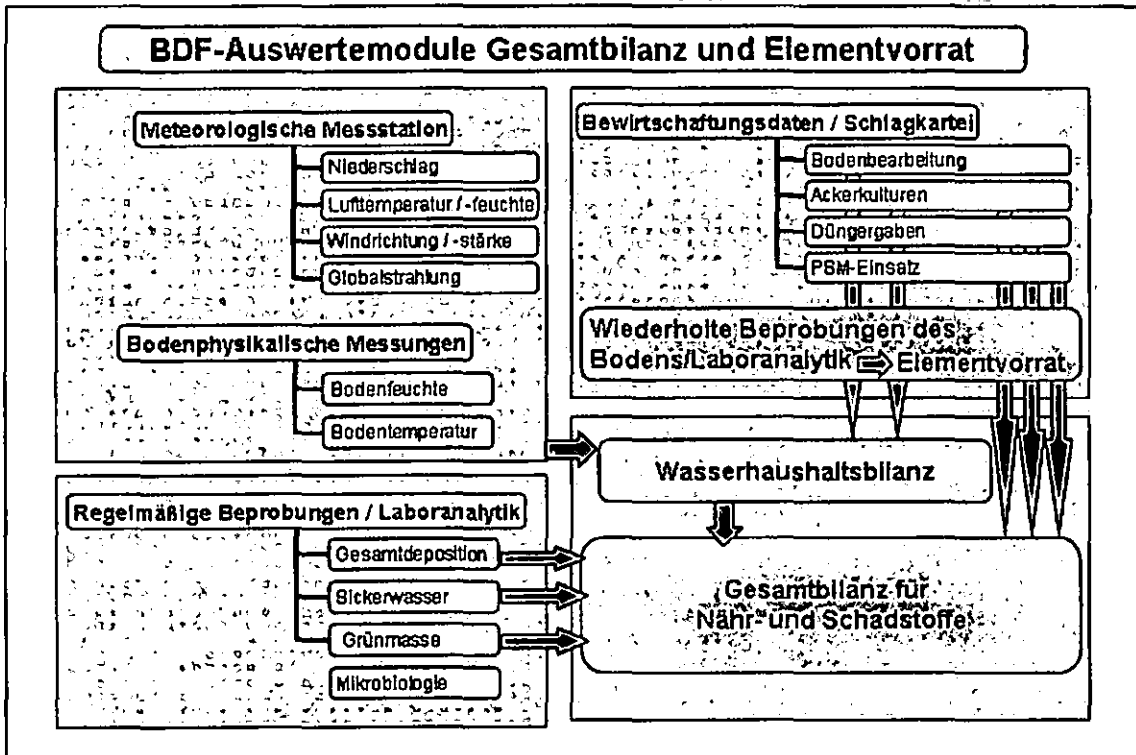 BDF-Auswertemodule Gesamtbilanz und Elementvorrat
Meteorologische Messstation
Niederschlag
Lufttemperatur / -feuchte
Windrichtung / -stärke
Globalstrahlung
Bodenphysikalische Messungen
Bodenfeuchte
Bodentemperatur
Regelmäßige Beprobungen / Laboranalytik
Gesamtdeposition
Sickerwasser
Grünmasse
Mikrobiologie
Bewirtschaftungsdaten / Schlagkartei
Bodenbearbeitung
Ackerkulturen
Düngergaben
PSM-Einsatz
Wiederholte Beprobungen des
Bodens/Laboranalytik Elementvorrat
Wasserhaushaltsbilanz
Gesamtbilanz für
Nähr- und Schadstoffe